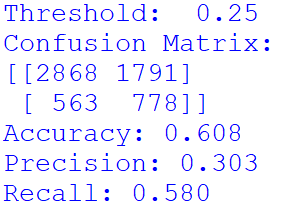 Threshold:  0.25
Confusion Matrix:
[[2868 1791]
 [ 563  778]]
Accuracy: 0.608
Precision: 0.303
Recall: 0.580